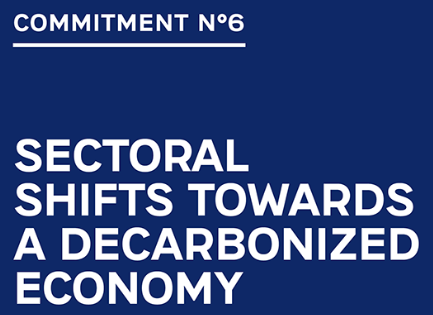 COMMITMENT N°6
SECTORAL
SHIFTS TOWARDS
A DECARBONIZED
ECONOMY